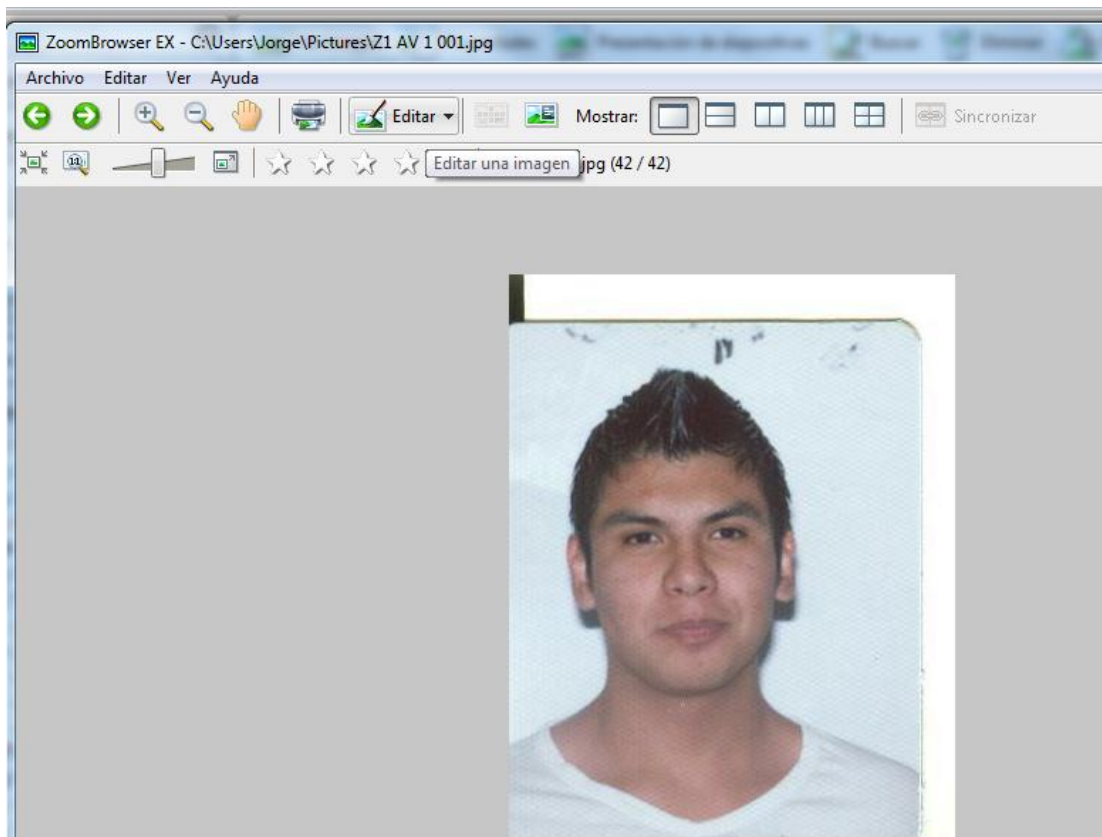 ZoomBrowser EX - C:\Users\Jorge\Pictures\Z1 AV 1 001.jpg
Archivo Editar Ver Ayuda
Editar Mostrar: Sincronizar
Editar una imagen jpg (42 / 42)